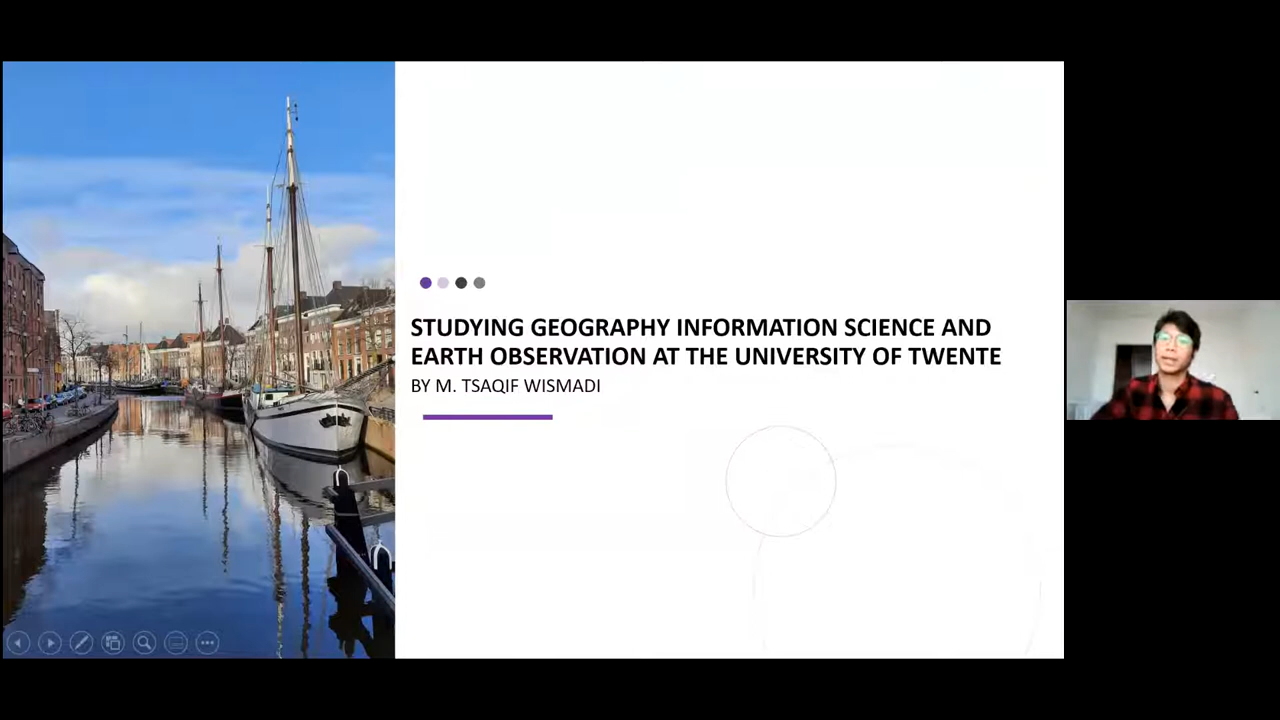 STUDYING GEOGRAPHY INFORMATION SCIENCE AND
EARTH OBSERVATION AT THE UNIVERSITY OF TWENTE
BY M. TSAQIF WISMADI